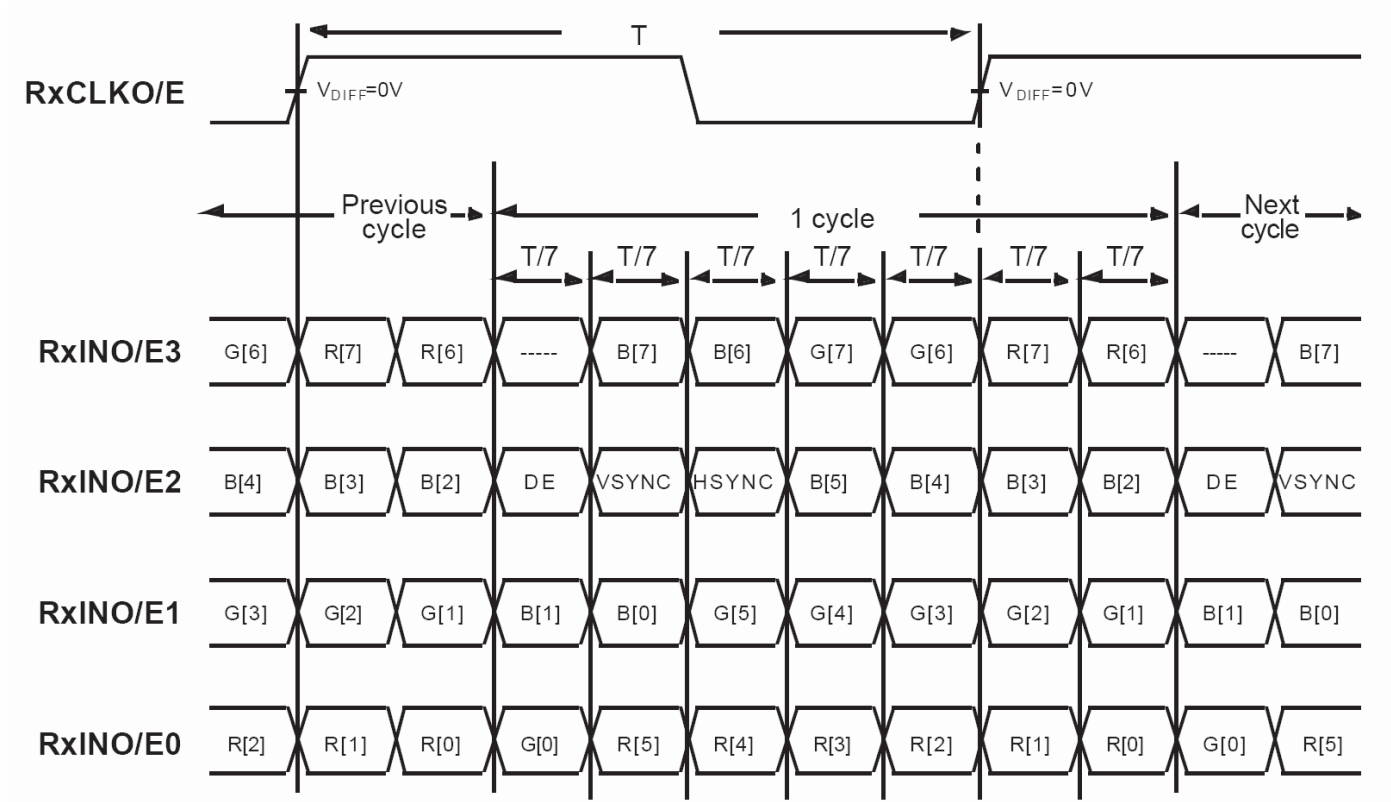 T
RxCLKO/E
VDIFF=0V
VDIFF=0V
Previous cycle
1 cycle
Next cycle
T/7 T/7 T/7 T/7 T/7 T/7 T/7
RxINO/E3 G[6] R[7] R[6] ----- B[7] B[6] G[7] G[6] R[7] R[6] ----- B[7]
RxINO/E2 B[4] B[3] B[2] DE VSYNC HSYNC B[5] B[4] B[3] B[2] DE VSYNC
RxINO/E1 G[3] G[2] G[1] B[1] B[0] G[5] G[4] G[3] G[2] G[1] B[1] B[0]
RxINO/E0 R[2] R[1] R[0] G[0] R[5] R[4] R[3] R[2] R[1] R[0] G[0] R[5]